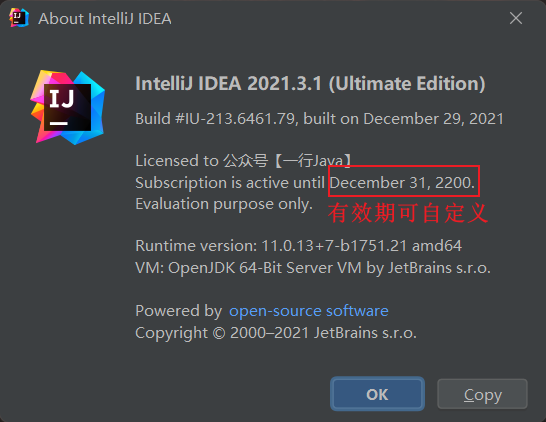 About IntelliJ IDEA
IJ
IntelliJ IDEA 2021.3.1 (Ultimate Edition)
Build #IU-213.6461.79, built on December 29, 2021
Licensed to 公众号【一行Java】
Subscription is active until December 31, 2200.
Evaluation purpose only.
有效期可自定义
Runtime version: 11.0.13+7-b1751.21 amd64
VM: OpenJDK 64-Bit Server VM by JetBrains s.r.o.
Powered by open-source software
Copyright © 2000–2021 JetBrains s.r.o.
OK
Copy